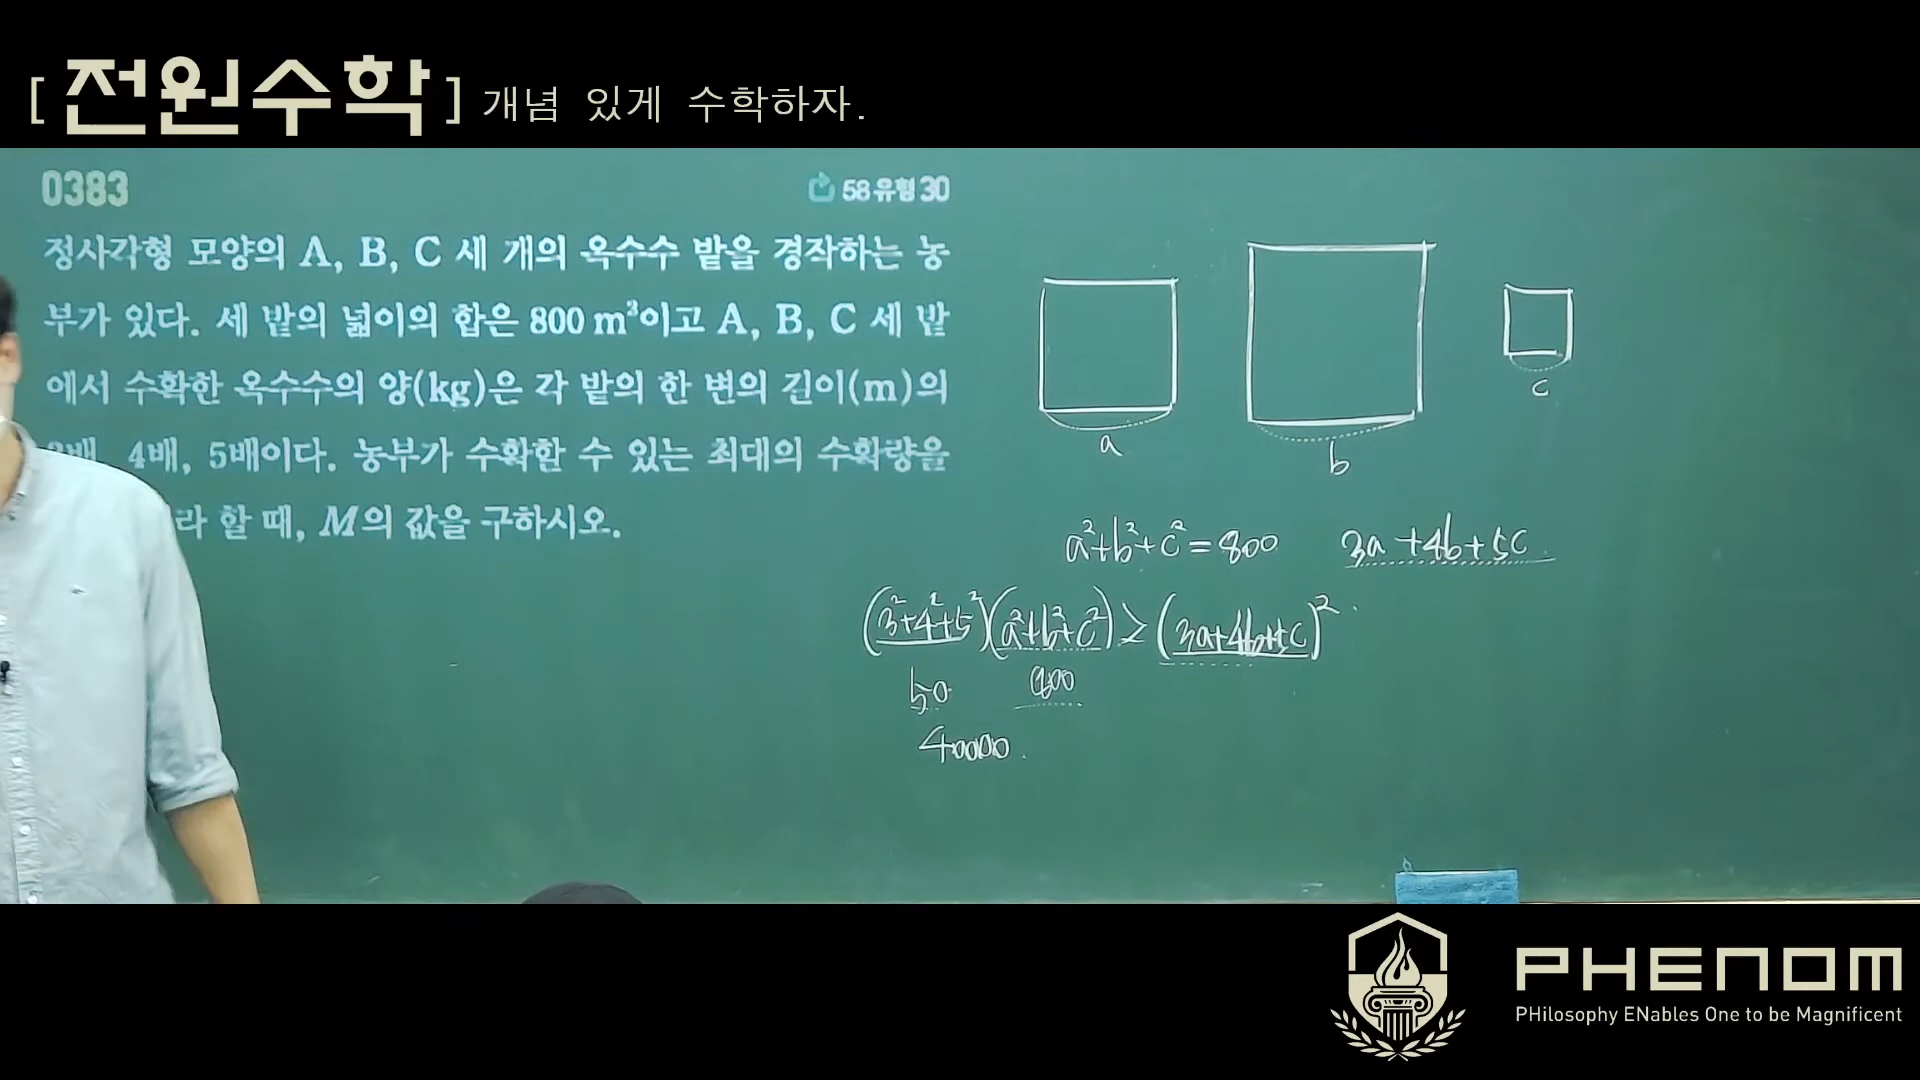 [ 전원수학 ] 개념 있게 수학하자.
0383
58유형 30
정사각형 모양의 A, B, C 세 개의 옥수수 밭을 경작하는 농
부가 있다. 세 밭의 넓이의 합은 800 m²이고 A, B, C 세 밭
에서 수확한 옥수수의 양(kg)은 각 밭의 한 변의 길이(m)의
4배, 5배이다. 농부가 수확할 수 있는 최대의 수확량을
라 할 때, M의 값을 구하시오.
a
b
c
a²+b²+c²=800 3a+4b+5c
(3²+4²+5²)(a²+b²+c²)≥(3a+4b+5c)²
50 800
40000
PHENOM
PHilosophy ENables One to be Magnificent